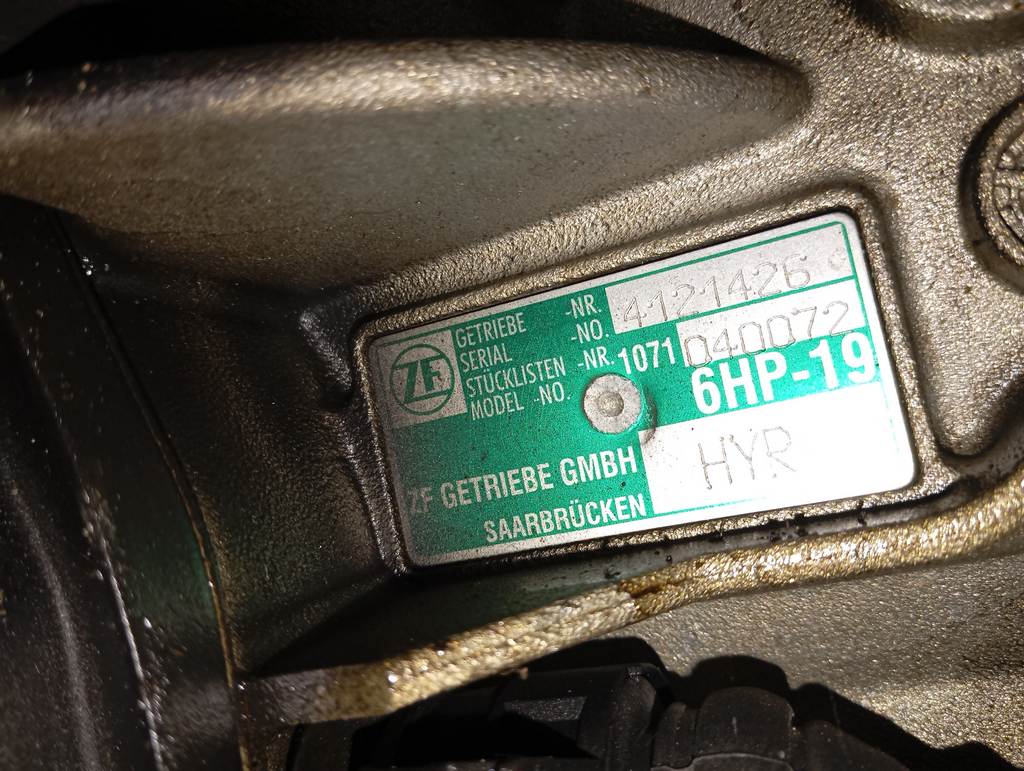 ZF
GETRIEBE -NR. 4121426
SERIAL -NO.
STÜCKLISTEN -NR. 1071 040072
MODEL -NO. 6HP-19
ZF GETRIEBE GMBH HYR
SAARBRÜCKEN